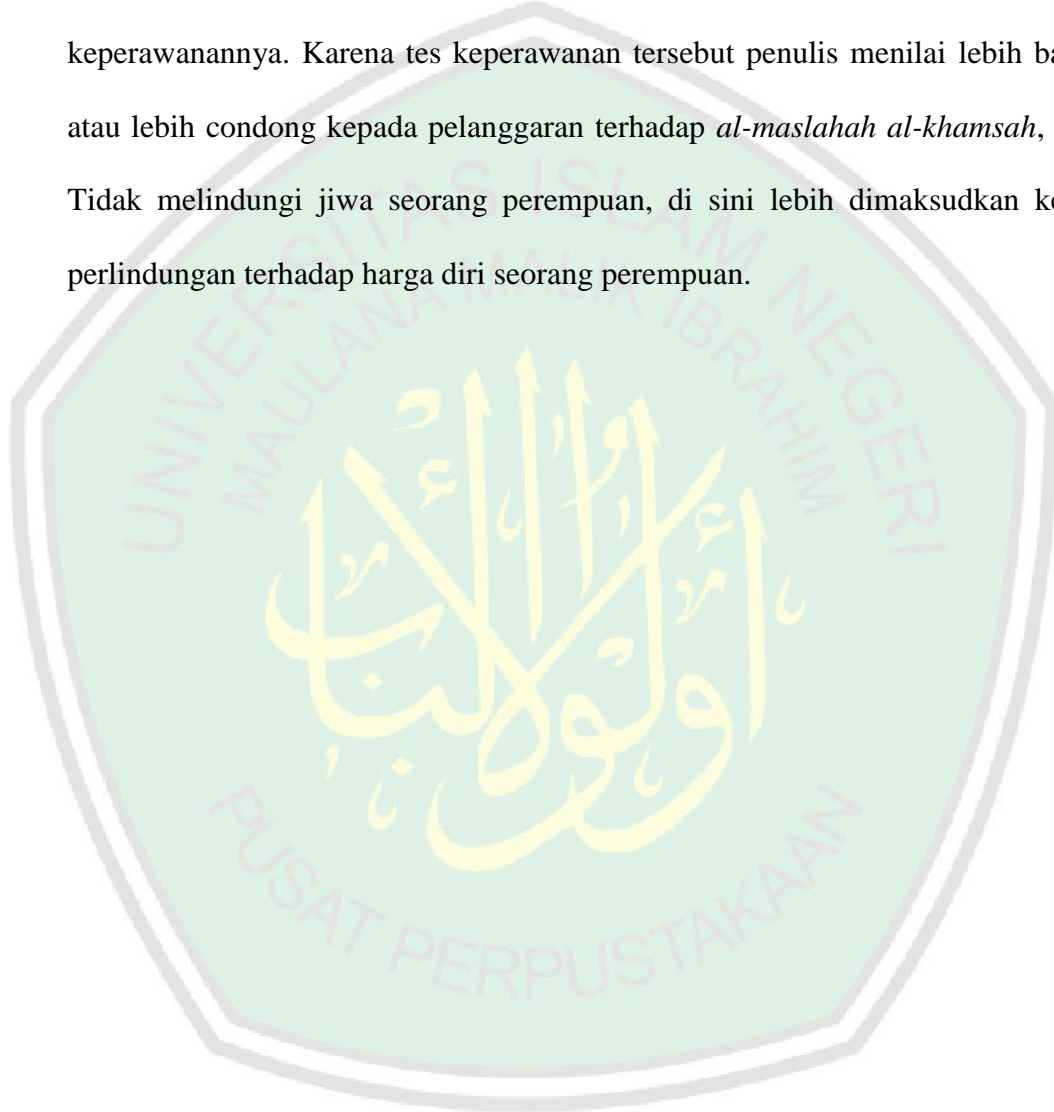 keperawanannya. Karena tes keperawanan tersebut penulis menilai lebih
atau lebih condong kepada pelanggaran terhadap al-maslahah al-khamsah,
Tidak melindungi jiwa seorang perempuan, di sini lebih dimaksudkan
perlindungan terhadap harga diri seorang perempuan.
UNIVERSITAS ISLAM NEGERI
MAULANA MALIK IBRAHIM
أولوا الألباب
PUSAT PERPUSTAKAAN